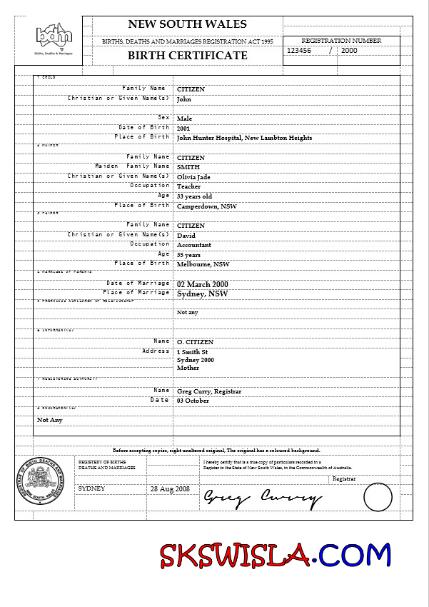 NEW SOUTH WALES
BIRTHS, DEATHS AND MARRIAGES REGISTRATION ACT 1995
BIRTH CERTIFICATE
REGISTRATION NUMBER
123456 / 2000
bdm
Births, Deaths & Marriages
1 CHILD
Family Name CITIZEN
Christian or Given Name(s) John
Sex Male
Date of Birth 2001
Place of Birth John Hunter Hospital, New Lambton Heights
2 MOTHER
Family Name CITIZEN
Maiden Family Name SMITH
Christian or Given Name(s) Olivia Jade
Occupation Teacher
Age 33 years old
Place of Birth Camperdown, NSW
3 FATHER
Family Name CITIZEN
Christian or Given Name(s) David
Occupation Accountant
Age 35 years
Place of Birth Melbourne, NSW
4 MARRIAGE OF PARENTS
Date of Marriage 02 March 2000
Place of Marriage Sydney, NSW
Not any
6 INFORMANT(S)
Name O. CITIZEN
Address 1 Smith St
Sydney 2000
Mother
7 REGISTERING AUTHORITY
Name Greg Curry, Registrar
Date 03 October
Not Any
Before accepting copies, sight unaltered original, The original has a coloured background.
REGISTRY OF BIRTHS
DEATHS AND MARRIAGES
I hereby certify that is a true copy of particulars recorded in a
Register in the State of New South Wales, in the Commonwealth of Australia.
Registrar
SYDNEY 28 Aug 2008
Greg Curry
SKSWISLA.COM